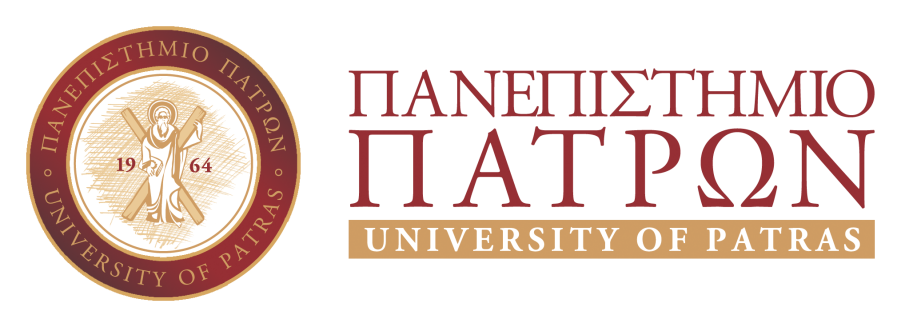 ΠΑΝΕΠΙΣΤΗΜΙΟ ΠΑΤΡΩΝ
UNIVERSITY OF PATRAS
19 64
ΠΑΝΕΠΙΣΤΗΜΙΟ
ΠΑΤΡΩΝ
UNIVERSITY OF PATRAS